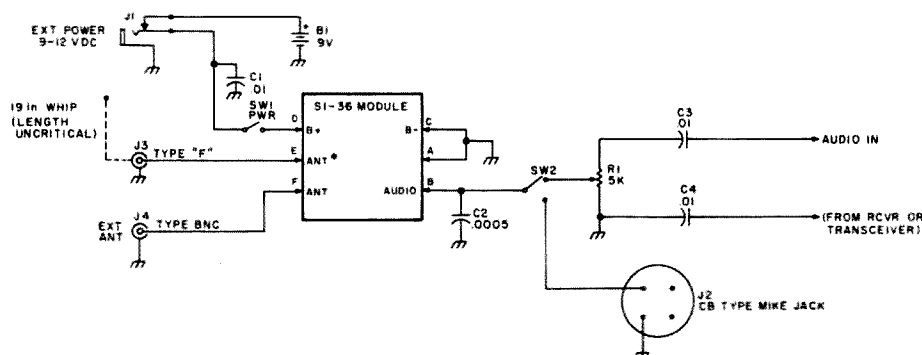 J1
EXT POWER
9-12 VDC
+
B1
9V
C1
.01
SW1
PWR
19 in WHIP
(LENGTH
UNCRITICAL)
J3
TYPE "F"
J4
EXT
ANT
TYPE BNC
S1-36 MODULE
D
B+
E
ANT*
F
ANT
C
B-
A
B
AUDIO
C2
.0005
SW2
R1
5K
C3
.01
AUDIO IN
C4
.01
(FROM RCVR OR
TRANSCEIVER)
J2
CB TYPE MIKE JACK